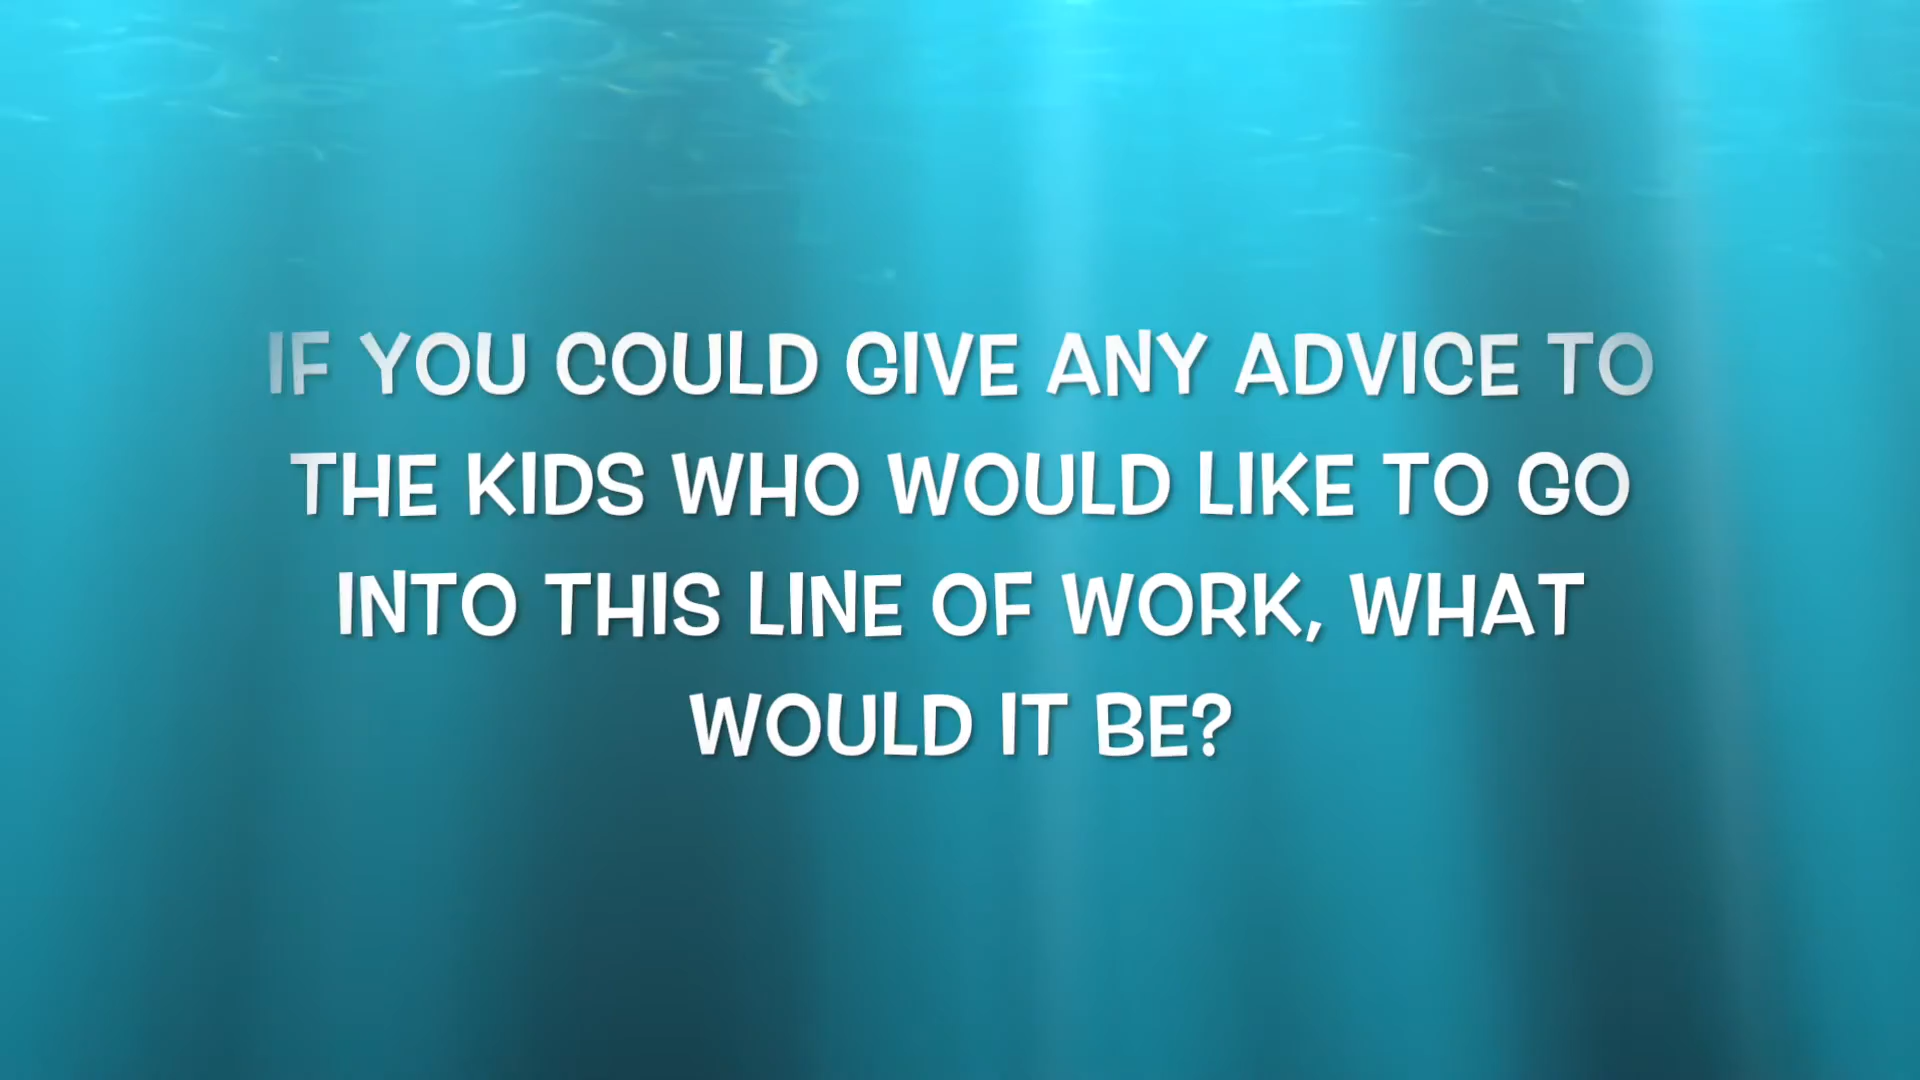 IF YOU COULD GIVE ANY ADVICE TO
THE KIDS WHO WOULD LIKE TO GO
INTO THIS LINE OF WORK, WHAT
WOULD IT BE?